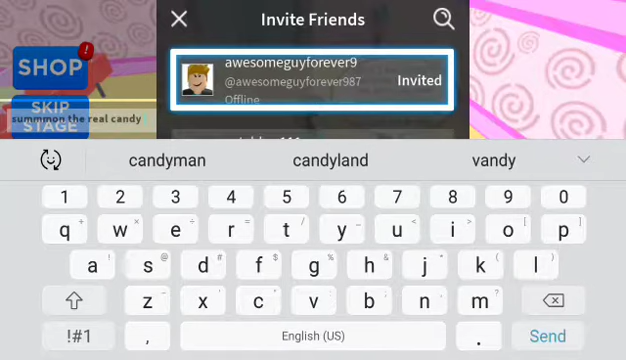 Invite Friends
SHOP
!
awesomeguyforever9
@awesomeguyforever987
Invited
Offline
SKIP
STAGE
summmon the real candy
candyman candyland vandy
1 2 3 4 5 6 7 8 9 0
q + w × e ÷ r = t / y _ u < i > o [ p ]
a ! s @ d # f $ g % h & j * k ( l )
z - x ' c " v : b ; n , m ?
!#1 , English (US) . Send